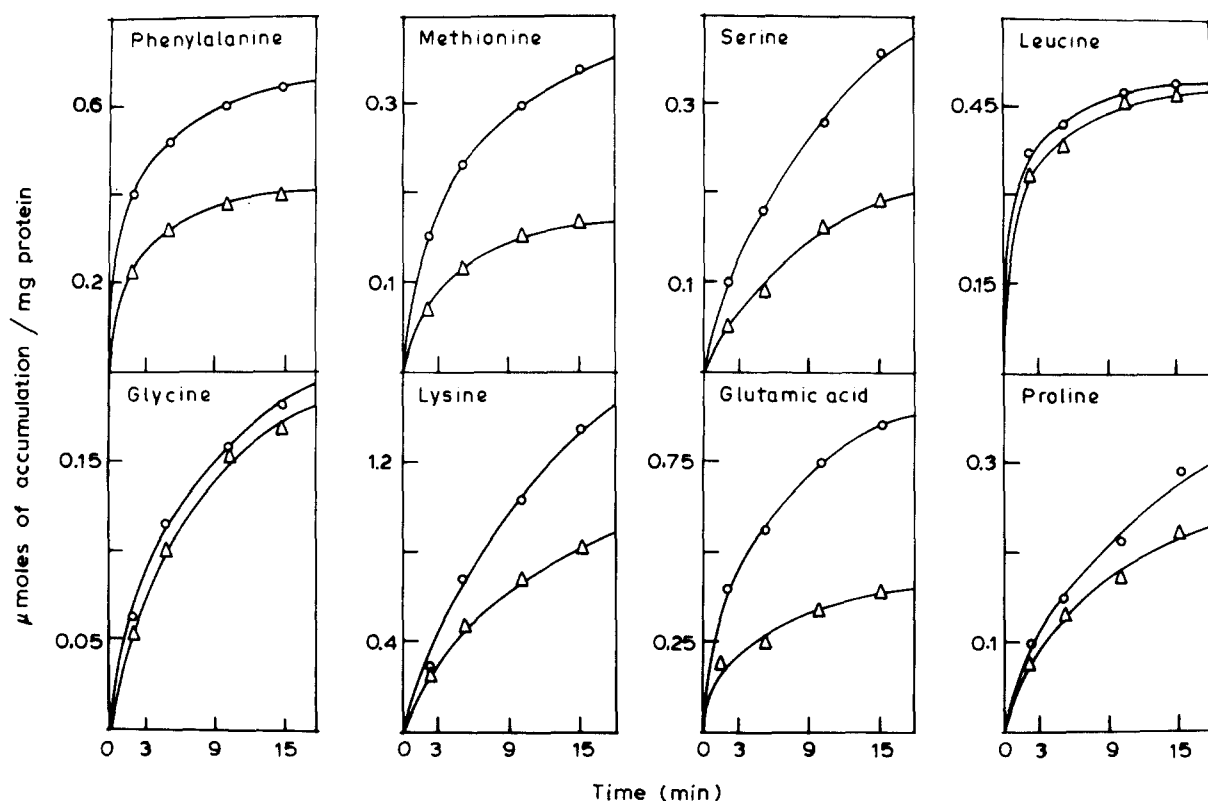 Phenylalanine
Methionine
Serine
Leucine
0.6
0.2
0.3
0.1
0.3
0.1
0.45
0.15
Glycine
Lysine
Glutamic acid
Proline
0.15
0.05
1.2
0.4
0.75
0.25
0.3
0.1
0 3 9 15
0 3 9 15
0 3 9 15
0 3 9 15
μmoles of accumulation / mg protein
Time (min)